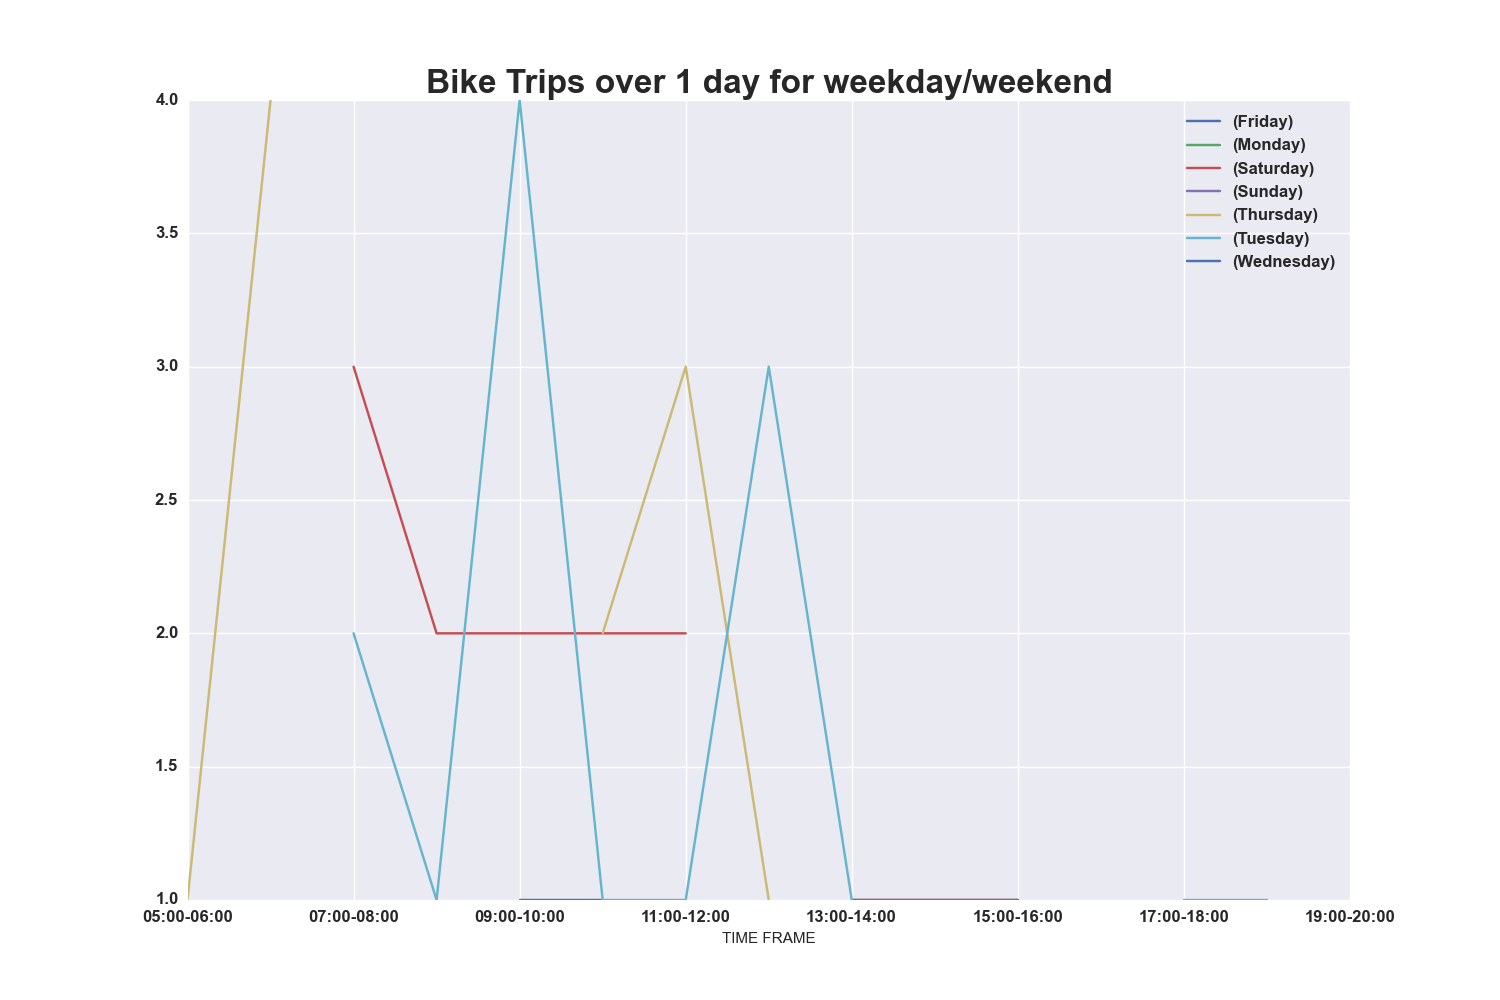 Bike Trips over 1 day for weekday/weekend
4.0
3.5
3.0
2.5
2.0
1.5
1.0
(Friday)
(Monday)
(Saturday)
(Sunday)
(Thursday)
(Tuesday)
(Wednesday)
05:00-06:00 07:00-08:00 09:00-10:00 11:00-12:00 13:00-14:00 15:00-16:00 17:00-18:00 19:00-20:00
TIME FRAME